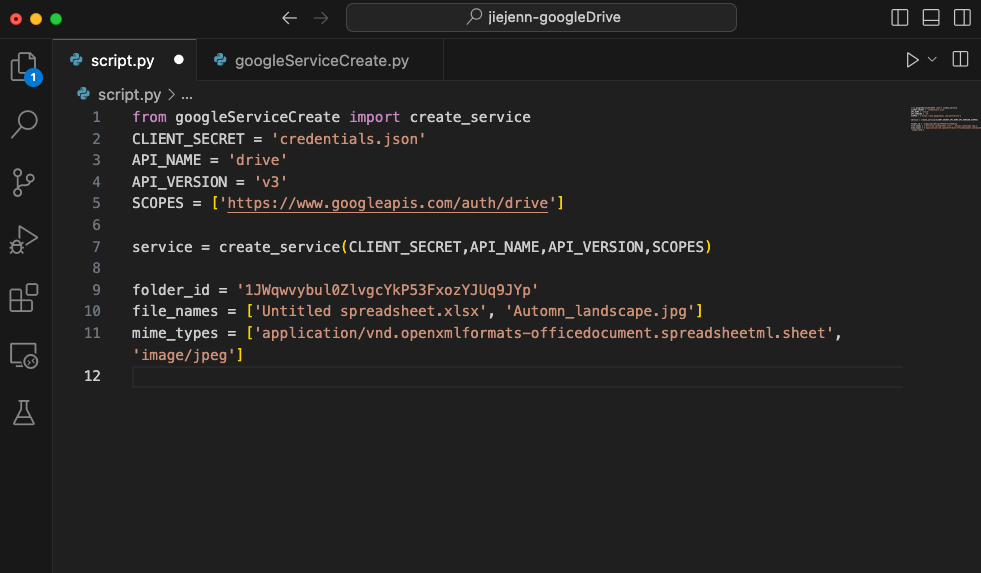 jiejenn-googleDrive
1
script.py
googleServiceCreate.py
script.py > ...
1 from googleServiceCreate import create_service
2 CLIENT_SECRET = 'credentials.json'
3 API_NAME = 'drive'
4 API_VERSION = 'v3'
5 SCOPES = ['https://www.googleapis.com/auth/drive']
6
7 service = create_service(CLIENT_SECRET,API_NAME,API_VERSION,SCOPES)
8
9 folder_id = '1JWqwvybul0ZlvgcYkP53FxozYJUq9JYp'
10 file_names = ['Untitled spreadsheet.xlsx', 'Automn_landscape.jpg']
11 mime_types = ['application/vnd.openxmlformats-officedocument.spreadsheetml.sheet',
'image/jpeg']
12